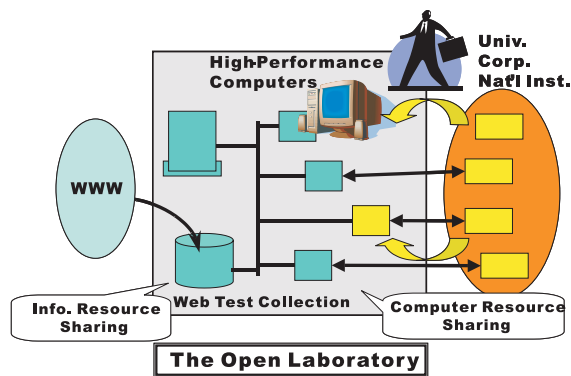 High-Performance
Computers
Univ.
Corp.
Nat'l Inst.
WWW
Web Test Collection
Info. Resource
Sharing
Computer Resource
Sharing
The Open Laboratory